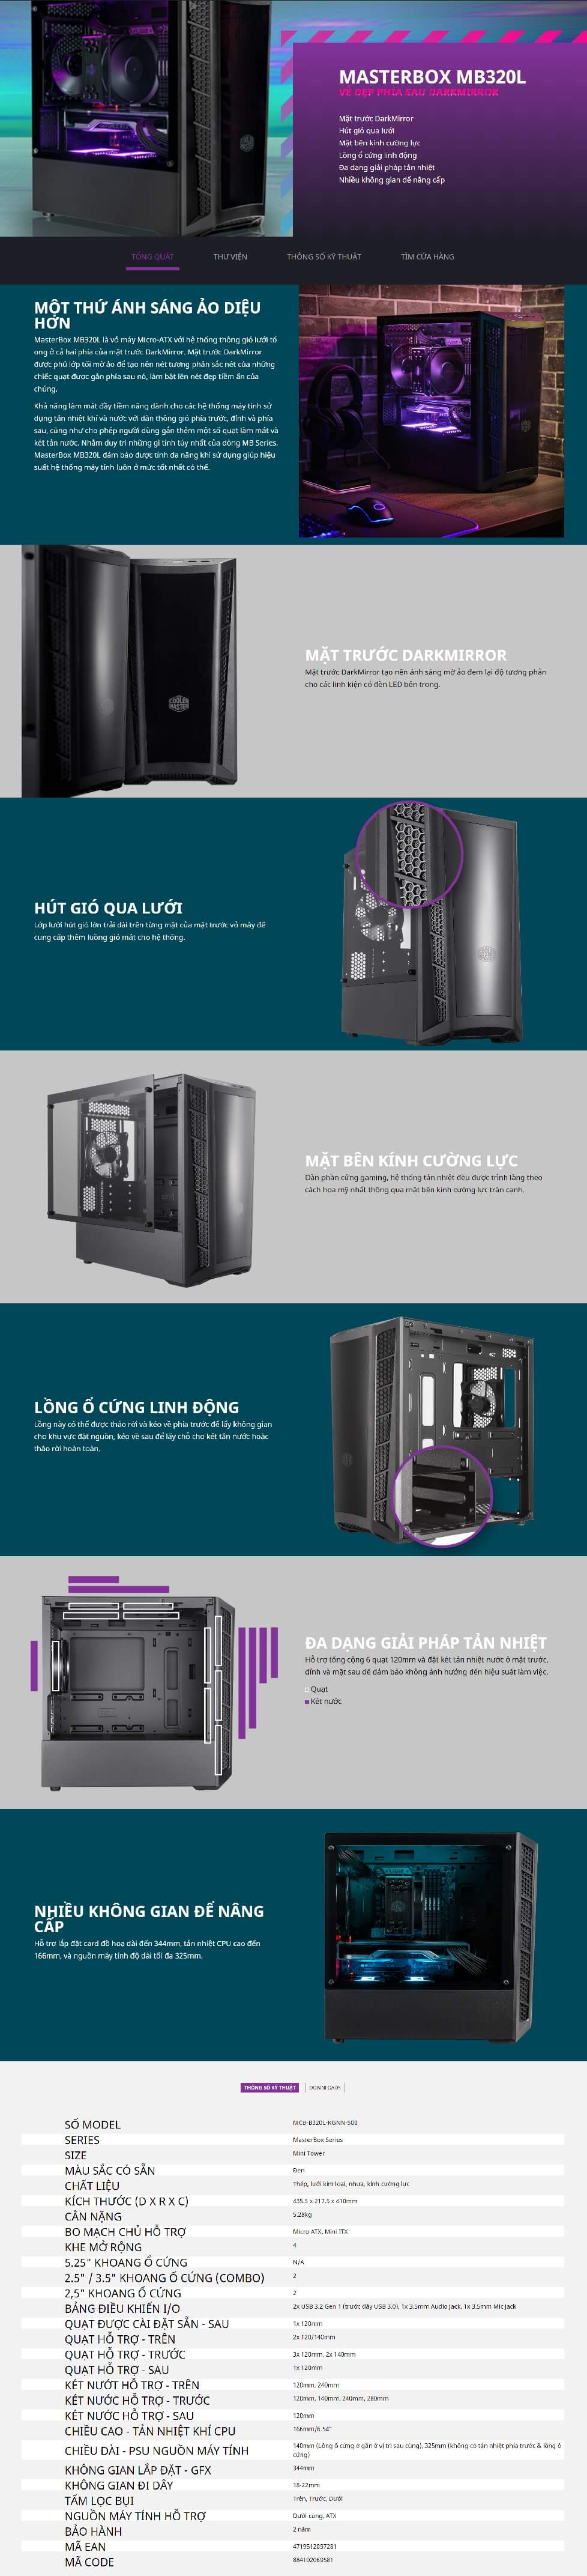 MASTERBOX MB320L
VẺ ĐẸP PHÍA SAU DARKMIRROR
Mặt trước DarkMirror
Hút gió qua lưới
Mặt bên kính cường lực
Lồng ổ cứng linh động
Đa dạng giải pháp tản nhiệt
Nhiều không gian để nâng cấp
TỔNG QUÁT
THƯ VIỆN
THÔNG SỐ KỸ THUẬT
TÌM CỬA HÀNG
MỘT THỨ ÁNH SÁNG ẢO DIỆU
HƠN
MasterBox MB320L là vỏ máy Micro-ATX với hệ thống thông gió lưới tổ
ong ở cả hai phía của mặt trước DarkMirror. Mặt trước DarkMirror
được phủ lớp tối mờ ảo để tạo nên nét tương phản sắc nét của những
chiếc quạt được gắn phía sau nó, làm bật lên nét đẹp tiềm ẩn của
chúng.
Khả năng làm mát đầy tiềm năng dành cho các hệ thống máy tính sử
dụng tản nhiệt khí và nước với dàn thông gió phía trước, đỉnh và phía
sau, cũng như cho phép người dùng gắn thêm một số quạt làm mát và
két tản nước. Nhằm duy trì những gì tinh túy nhất của dòng MB Series,
MasterBox MB320L đảm bảo được tính đa năng khi sử dụng giúp hiệu
suất hệ thống máy tính luôn ở mức tốt nhất có thể.
COOLER
MASTER
MẶT TRƯỚC DARKMIRROR
Mặt trước DarkMirror tạo nên ánh sáng mờ ảo đem lại độ tương phản
cho các linh kiện có đèn LED bên trong.
HÚT GIÓ QUA LƯỚI
Lớp lưới hút gió lớn trải dài trên từng mặt của mặt trước vỏ máy để
cung cấp thêm luồng gió mát cho hệ thống.
MẶT BÊN KÍNH CƯỜNG LỰC
Dàn phần cứng gaming, hệ thống tản nhiệt đều được trình làng theo
cách hoa mỹ nhất thông qua mặt bên kính cường lực tràn cạnh.
LỒNG Ổ CỨNG LINH ĐỘNG
Lồng này có thể được tháo rời và kéo về phía trước để lấy không gian
cho khu vực đặt nguồn, kéo về sau để lấy chỗ cho két tản nước hoặc
tháo rời hoàn toàn.
ĐA DẠNG GIẢI PHÁP TẢN NHIỆT
Hỗ trợ tổng cộng 6 quạt 120mm và đặt két tản nhiệt nước ở mặt trước,
đỉnh và mặt sau để đảm bảo không ảnh hưởng đến hiệu suất làm việc.
Quạt
Két nước
NHIỀU KHÔNG GIAN ĐỂ NÂNG
CẤP
Hỗ trợ lắp đặt card đồ hoạ dài đến 344mm, tản nhiệt CPU cao đến
166mm, và nguồn máy tính độ dài tối đa 325mm.
THÔNG SỐ KỸ THUẬT
DOWNLOADS
SỐ MODEL MCB-B320L-KGNN-S00
SERIES MasterBox Series
SIZE Mini Tower
MÀU SẮC CÓ SẴN Đen
CHẤT LIỆU Thép, lưới kim loại, nhựa, kính cường lực
KÍCH THƯỚC (D X R X C) 435.5 x 217.5 x 410mm
CÂN NẶNG 5.28kg
BO MẠCH CHỦ HỖ TRỢ Micro ATX, Mini ITX
KHE MỞ RỘNG 4
5.25" KHOANG Ổ CỨNG N/A
2.5" / 3.5" KHOANG Ổ CỨNG (COMBO) 2
2,5" KHOANG Ổ CỨNG 2
BẢNG ĐIỀU KHIỂN I/O 2x USB 3.2 Gen 1 (trước đây USB 3.0), 1x 3.5mm Audio Jack, 1x 3.5mm Mic Jack
QUẠT ĐƯỢC CÀI ĐẶT SẴN - SAU 1x 120mm
QUẠT HỖ TRỢ - TRÊN 2x 120/140mm
QUẠT HỖ TRỢ - TRƯỚC 3x 120mm, 2x 140mm
QUẠT HỖ TRỢ - SAU 1x 120mm
KÉT NƯỚT HỖ TRỢ - TRÊN 120mm, 240mm
KÉT NƯỚC HỖ TRỢ - TRƯỚC 120mm, 140mm, 240mm, 280mm
KÉT NƯỚC HỖ TRỢ - SAU 120mm
CHIỀU CAO - TẢN NHIỆT KHÍ CPU 166mm/6.54"
CHIỀU DÀI - PSU NGUỒN MÁY TÍNH 140mm (Lồng ổ cứng ở gắn ở vị trí sau cùng), 325mm (không có tản nhiệt phía trước & lồng ổ
cứng)
KHÔNG GIAN LẮP ĐẶT - GFX 344mm
KHÔNG GIAN ĐI DÂY 18-22mm
TẤM LỌC BỤI Trên, Trước, Dưới
NGUỒN MÁY TÍNH HỖ TRỢ Dưới cùng, ATX
BẢO HÀNH 2 năm
MÃ EAN 4719512097281
MÃ CODE 884102069581